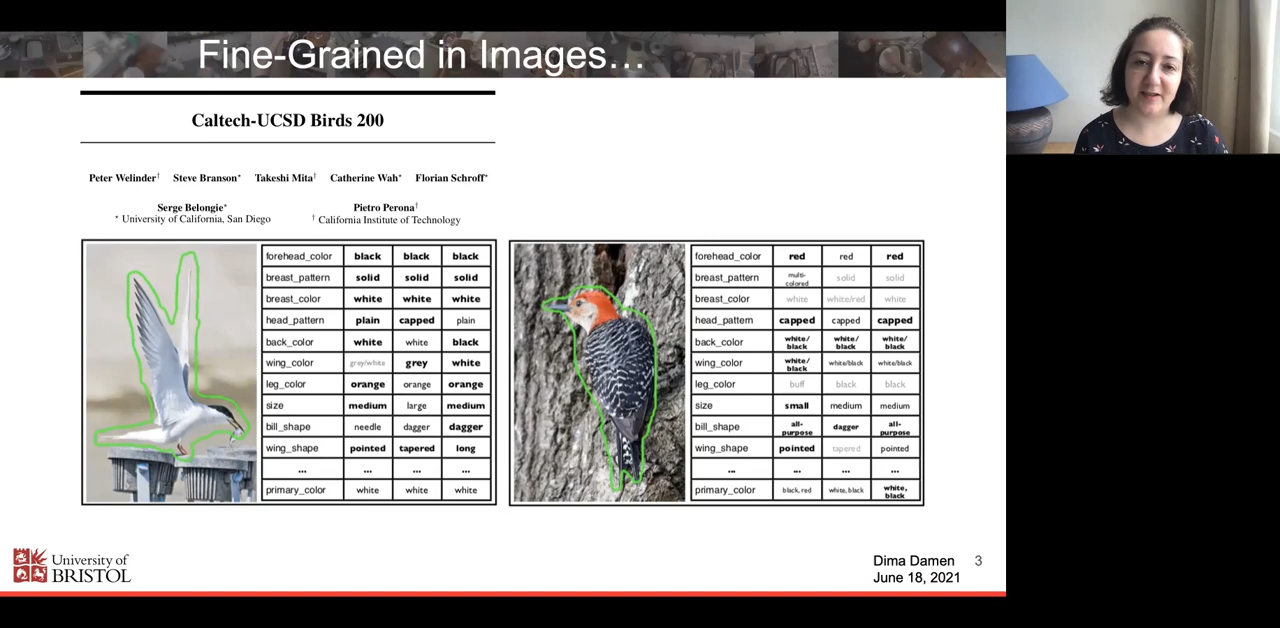 Fine-Grained in Images...
Caltech-UCSD Birds 200
Peter Welinder† Steve Branson* Takeshi Mita† Catherine Wah* Florian Schroff*
Serge Belongie* Pietro Perona†
* University of California, San Diego † California Institute of Technology
forehead_color black black black
breast_pattern solid solid solid
breast_color white white white
head_pattern plain capped plain
back_color white white black
wing_color grey/white grey white
leg_color orange orange orange
size medium large medium
bill_shape needle dagger dagger
wing_shape pointed tapered long
... ... ... ...
primary_color white white white
forehead_color red red red
breast_pattern multi-colored solid solid
breast_color white white/red white
head_pattern capped capped capped
back_color white/black white/black white/black
wing_color white/black white/black white/black
leg_color buff black black
size small medium medium
bill_shape all-purpose dagger all-purpose
wing_shape pointed tapered pointed
... ... ... ...
primary_color black, red white, black white, black
University of
BRISTOL
Dima Damen 3
June 18, 2021